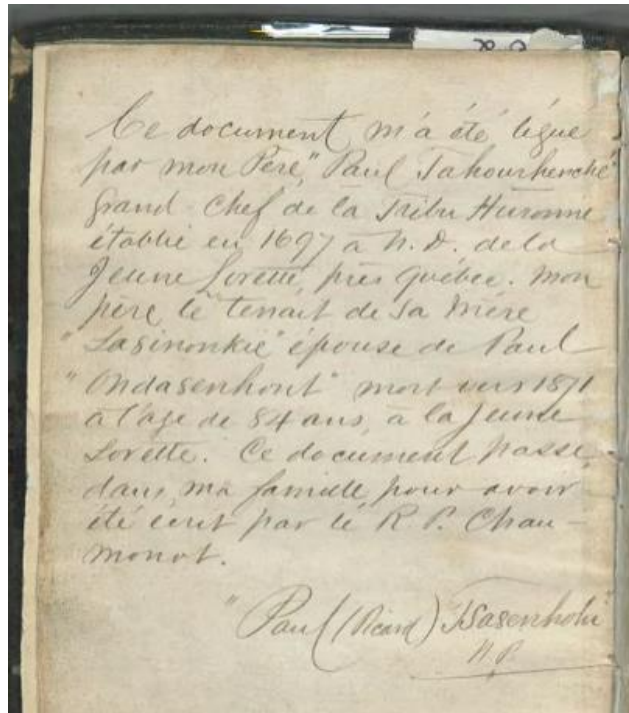 Ce document m'a été légué
par mon Père, "Paul Tahourhenché"
grand-Chef de la Tribu Huronne
établie en 1697 à N. D. de la
Jeune Lorette, près Québec. mon
père le tenait de sa Mère
"Lasinonkie" épouse de Paul
"Ondasenhont" mort vers 1871
à l'age de 84 ans, à la Jeune
Lorette. Ce document passe,
dans ma famille pour avoir
été écrit par le R. P. Chau-
monot.
"Paul (Picard) Tsasenhohi"
N.P.